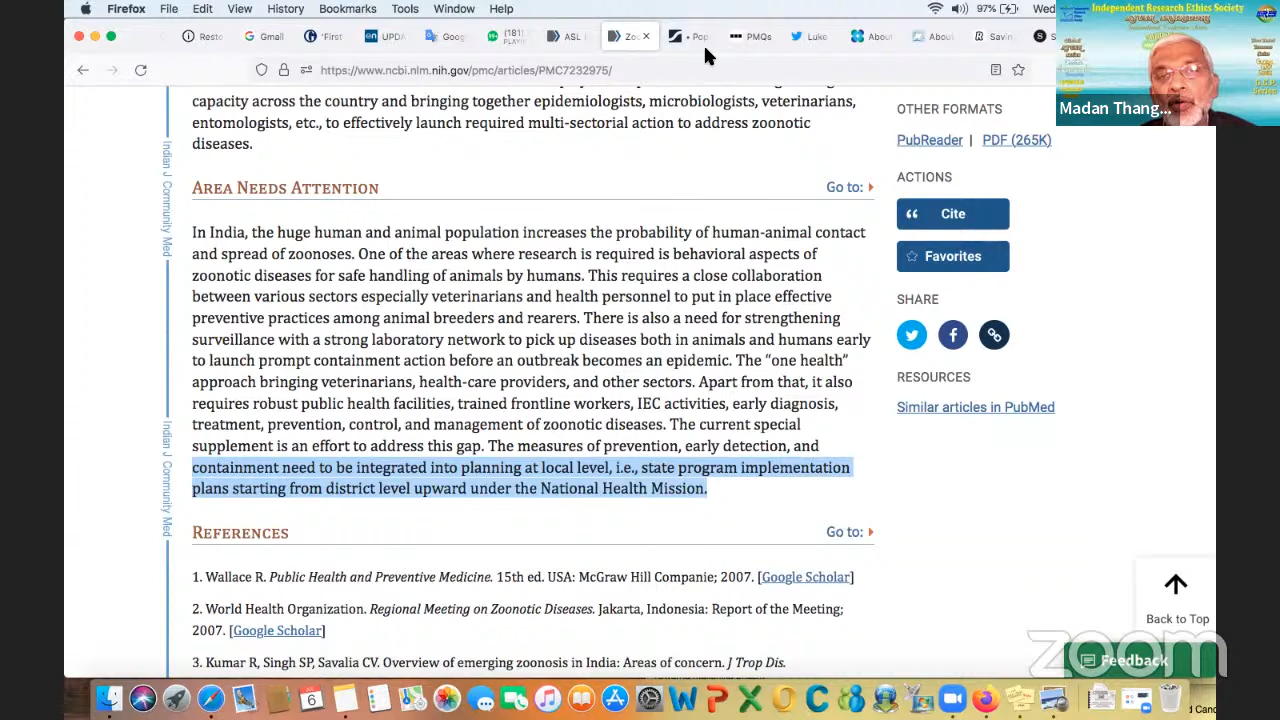 Firefox File Edit View History Bookmarks Tools Window Help
97%
Wed
Resto
Gmail
'First
IDPA
Goo
(181)
ASL i
Zo
• Pop
PMQs
Luke
Abou
About
Ravin
https://www.ncbi.nlm.nih.gov/pmc/articles/PMC3232975/
Independent Research Ethics Society
Madan Thang...
capacity across the country and bringing together epidemiologists, microbiologists, veterinarians,
entomologists, etc., to effectively launch required multi-sectorial action to address zoonotic
diseases.
Indian J Community Med
Area Needs Attention
Go to:
In India, the huge human and animal population increases the probability of human-animal contact
and spread of zoonoses. One of the areas where research is required is behavioral aspects of
zoonotic disases for safe handling of animals by humans. This requires a close collaboration
between various sectors especially veterinarians and health personnel to put in place effective
preventive practices among animal breeders and rearers. There is also a need for strengthening
surveillance with a strong laboratory network to pick up diseases both in animals and humans early
to launch prompt containment action before an outbreak becomes an epidemic. The “one health”
approach bringing veterinarians, health-care providers, and other sectors. Apart from that, it also
requires robust public health facilities, trained frontline workers, IEC activities, early diagnosis,
treatment, prevention, control, and management of zoonotic diseases. The current special
supplement is an effort to address this gap. The measures of prevention, early detection, and
containment need to be integrated into planning at local level, i.e., state program implementation
plans starting from district level upward under the National Health Mission.
Indian J Community Med
References
Go to:
1. Wallace R. Public Health and Preventive Medicine. 15th ed. USA: McGraw Hill Companie; 2007. [Google Scholar]
2. World Health Organization. Regional Meeting on Zoonotic Diseases. Jakarta, Indonesia: Report of the Meeting;
2007. [Google Scholar]
3. Kumar R, Singh SP, Savalia CV. Overview of emerging zoonosis in India: Areas of concern. J Trop Dis.
OTHER FORMATS
PubReader | PDF (265K)
ACTIONS
Cite
Favorites
SHARE
RESOURCES
Similar articles in PubMed
Back to Top
Feedback
zoom
6